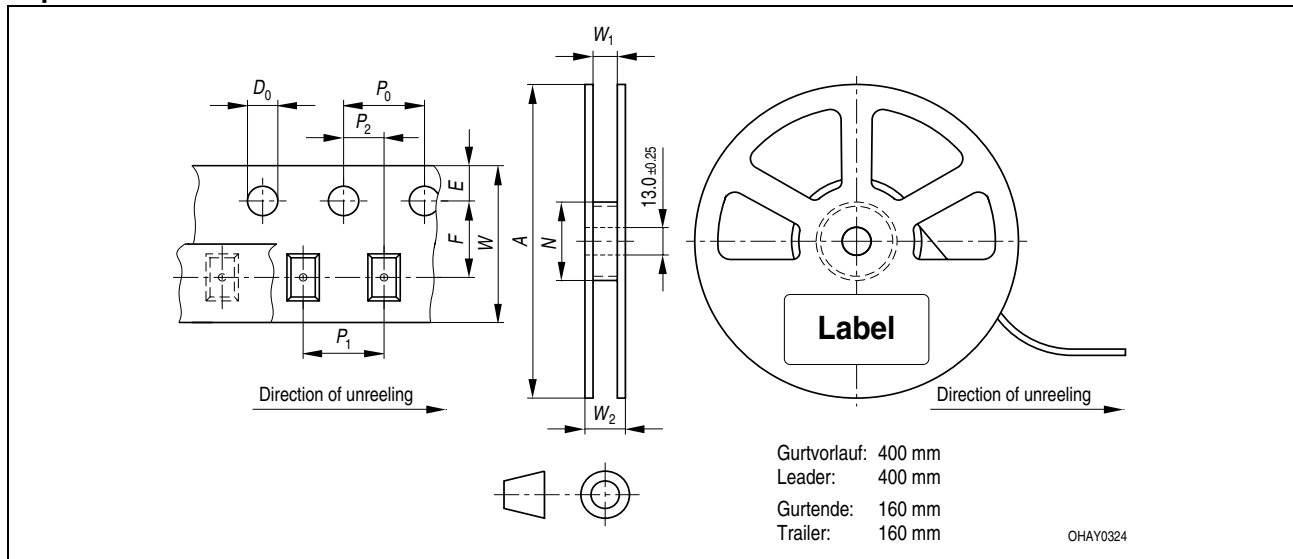 W1
D0
P0
P2
E
F
W
A
N
13.0 ±0.25
Label
P1
Direction of unreeling
W2
Direction of unreeling
Gurtvorlauf: 400 mm
Leader: 400 mm
Gurtende: 160 mm
Trailer: 160 mm
OHAY0324